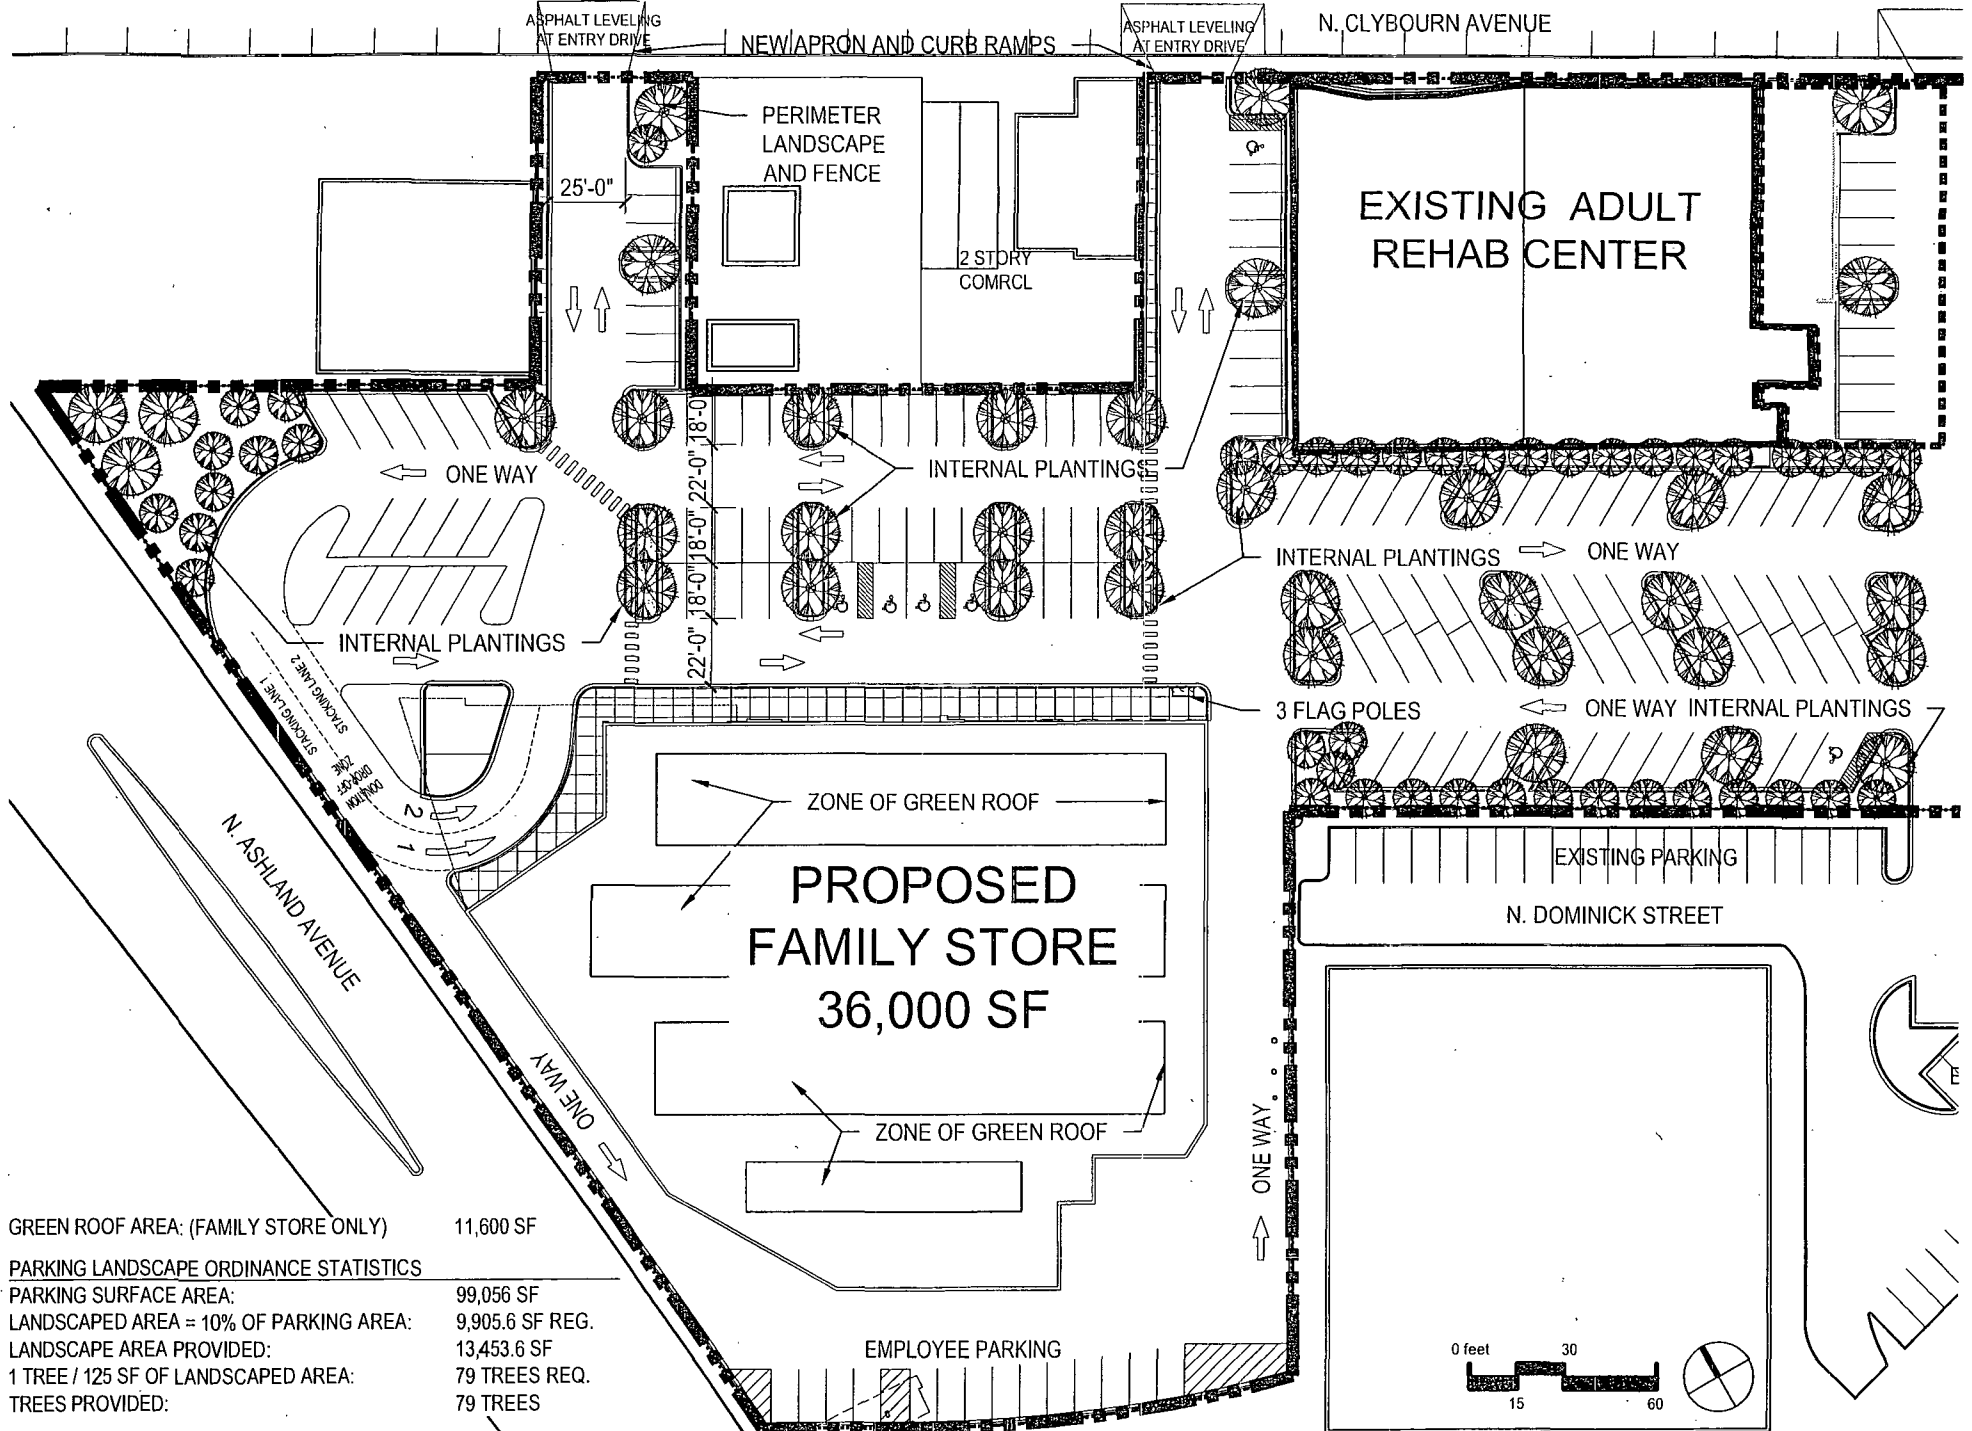 ASPHALT LEVELING
AT ENTRY DRIVE
NEW APRON AND CURB RAMPS
ASPHALT LEVELING
AT ENTRY DRIVE
N. CLYBOURN AVENUE
PERIMETER
LANDSCAPE
AND FENCE
25'-0"
2 STORY
COMRCL
EXISTING ADULT
REHAB CENTER
18'-0"
22'-0"
18'-0"
18'-0"
22'-0"
ONE WAY
INTERNAL PLANTINGS
INTERNAL PLANTINGS
ONE WAY
INTERNAL PLANTINGS
STACKING LANE 2
STACKING LANE 1
DONATION
DROP-OFF
ZONE
2
1
3 FLAG POLES
ONE WAY
INTERNAL PLANTINGS
ZONE OF GREEN ROOF
PROPOSED
FAMILY STORE
36,000 SF
ZONE OF GREEN ROOF
N. ASHLAND AVENUE
ONE WAY
ONE WAY
EXISTING PARKING
N. DOMINICK STREET
GREEN ROOF AREA: (FAMILY STORE ONLY) 11,600 SF
PARKING LANDSCAPE ORDINANCE STATISTICS
PARKING SURFACE AREA: 99,056 SF
LANDSCAPED AREA = 10% OF PARKING AREA: 9,905.6 SF REG.
LANDSCAPE AREA PROVIDED: 13,453.6 SF
1 TREE / 125 SF OF LANDSCAPED AREA: 79 TREES REQ.
TREES PROVIDED: 79 TREES
EMPLOYEE PARKING
0 feet 30
15 60